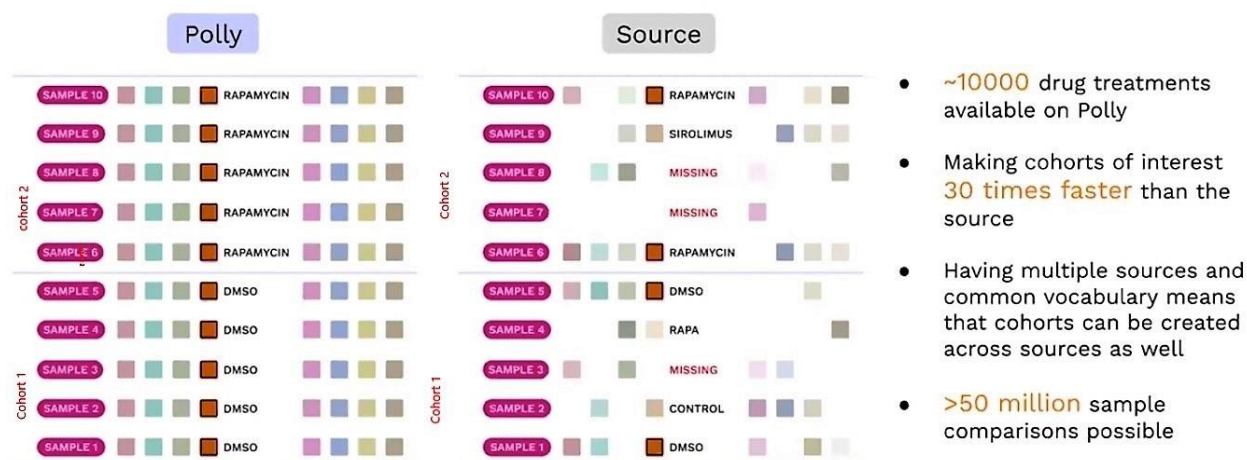 Polly
Source
SAMPLE 10 RAPAMYCIN
SAMPLE 9 RAPAMYCIN
SAMPLE 8 RAPAMYCIN
SAMPLE 7 RAPAMYCIN
SAMPLE 6 RAPAMYCIN
cohort 2
SAMPLE 5 DMSO
SAMPLE 4 DMSO
SAMPLE 3 DMSO
SAMPLE 2 DMSO
SAMPLE 1 DMSO
Cohort 1
SAMPLE 10 RAPAMYCIN
SAMPLE 9 SIROLIMUS
SAMPLE 8 MISSING
SAMPLE 7 MISSING
SAMPLE 6 RAPAMYCIN
Cohort 2
SAMPLE 5 DMSO
SAMPLE 4 RAPA
SAMPLE 3 MISSING
SAMPLE 2 CONTROL
SAMPLE 1 DMSO
Cohort 1
● ~10000 drug treatments
available on Polly
● Making cohorts of interest
30 times faster than the
source
● Having multiple sources and
common vocabulary means
that cohorts can be created
across sources as well
● >50 million sample
comparisons possible